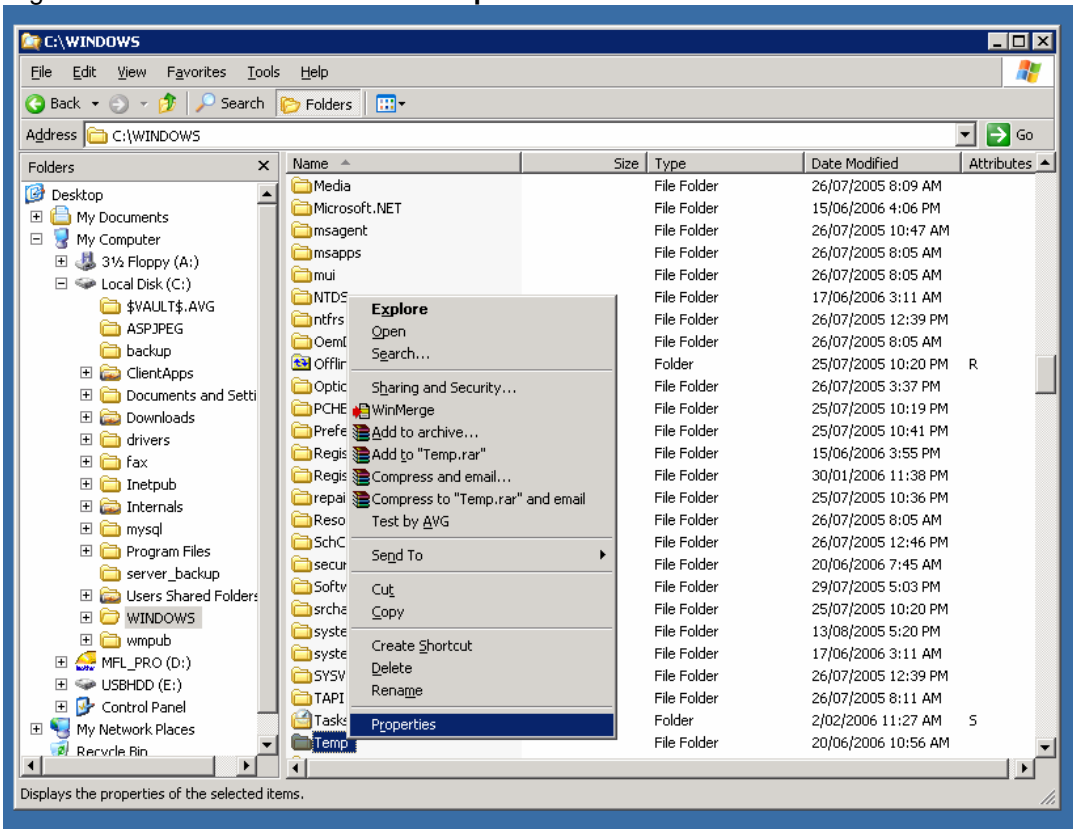 C:\WINDOWS
File Edit View Favorites Tools Help
Back Search Folders
Address C:\WINDOWS Go
Folders
Desktop
My Documents
My Computer
3½ Floppy (A:)
Local Disk (C:)
$VAULT$.AVG
ASPJPEG
backup
ClientApps
Documents and Setti
Downloads
drivers
fax
Inetpub
Internals
mysql
Program Files
server_backup
Users Shared Folders
WINDOWS
wmpub
MFL_PRO (D:)
USBHDD (E:)
Control Panel
My Network Places
Recycle Bin
Name Size Type Date Modified Attributes
Media File Folder 26/07/2005 8:09 AM
Microsoft.NET File Folder 15/06/2006 4:06 PM
msagent File Folder 26/07/2005 10:47 AM
msapps File Folder 26/07/2005 8:05 AM
mui File Folder 26/07/2005 8:05 AM
NTDS File Folder 17/06/2006 3:11 AM
ntfrs File Folder 26/07/2005 12:39 PM
Oem File Folder 26/07/2005 8:05 AM
Offlin Folder 25/07/2005 10:20 PM R
Optic File Folder 26/07/2005 3:37 PM
PCHE File Folder 25/07/2005 10:19 PM
Prefe File Folder 25/07/2005 10:41 PM
Regis File Folder 15/06/2006 3:55 PM
Regis File Folder 30/01/2006 11:38 PM
repai File Folder 25/07/2005 10:36 PM
Reso File Folder 26/07/2005 8:05 AM
SchC File Folder 26/07/2005 12:46 PM
secur File Folder 20/06/2006 7:45 AM
Softw File Folder 29/07/2005 5:03 PM
srcha File Folder 25/07/2005 10:20 PM
syste File Folder 13/08/2005 5:20 PM
syste File Folder 17/06/2006 3:11 AM
SYSV File Folder 26/07/2005 12:39 PM
TAPI File Folder 26/07/2005 8:11 AM
Tasks Folder 2/02/2006 11:27 AM S
Temp File Folder 20/06/2006 10:56 AM
Explore
Open
Search...
Sharing and Security...
WinMerge
Add to archive...
Add to "Temp.rar"
Compress and email...
Compress to "Temp.rar" and email
Test by AVG
Send To
Cut
Copy
Create Shortcut
Delete
Rename
Properties
Displays the properties of the selected items.